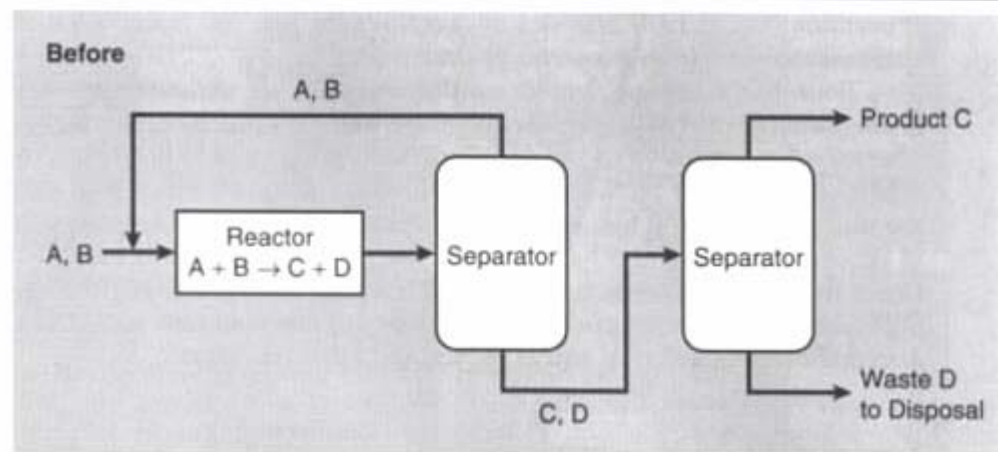 Before
A, B
Product C
A, B
Reactor
A + B → C + D
Separator
Separator
C, D
Waste D
to Disposal